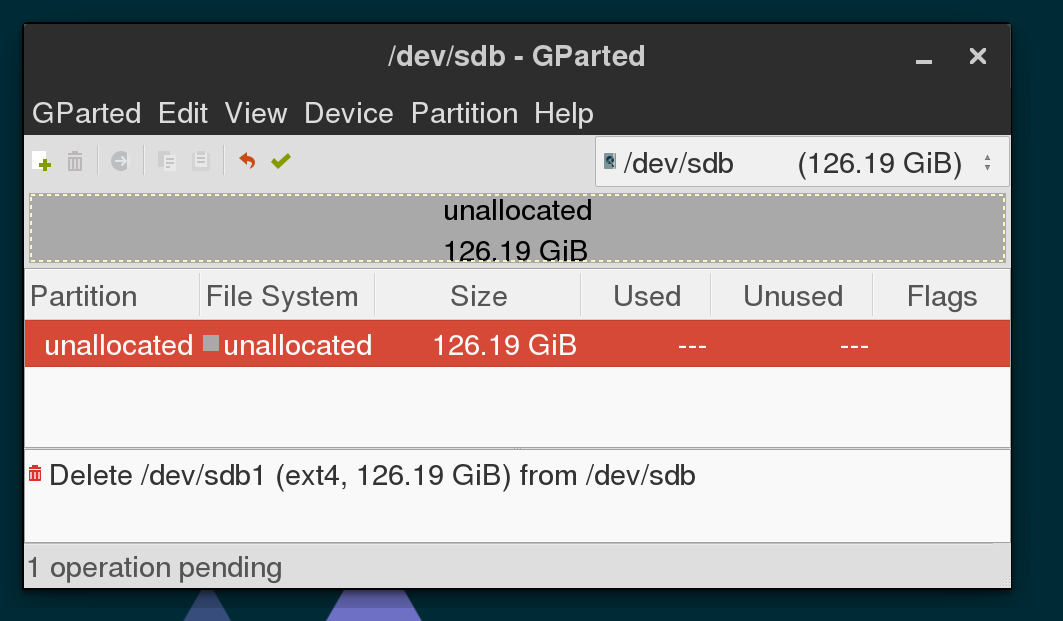 /dev/sdb - GParted
GParted Edit View Device Partition Help
/dev/sdb (126.19 GiB)
unallocated
126.19 GiB
Partition File System Size Used Unused Flags
unallocated unallocated 126.19 GiB --- ---
Delete /dev/sdb1 (ext4, 126.19 GiB) from /dev/sdb
1 operation pending